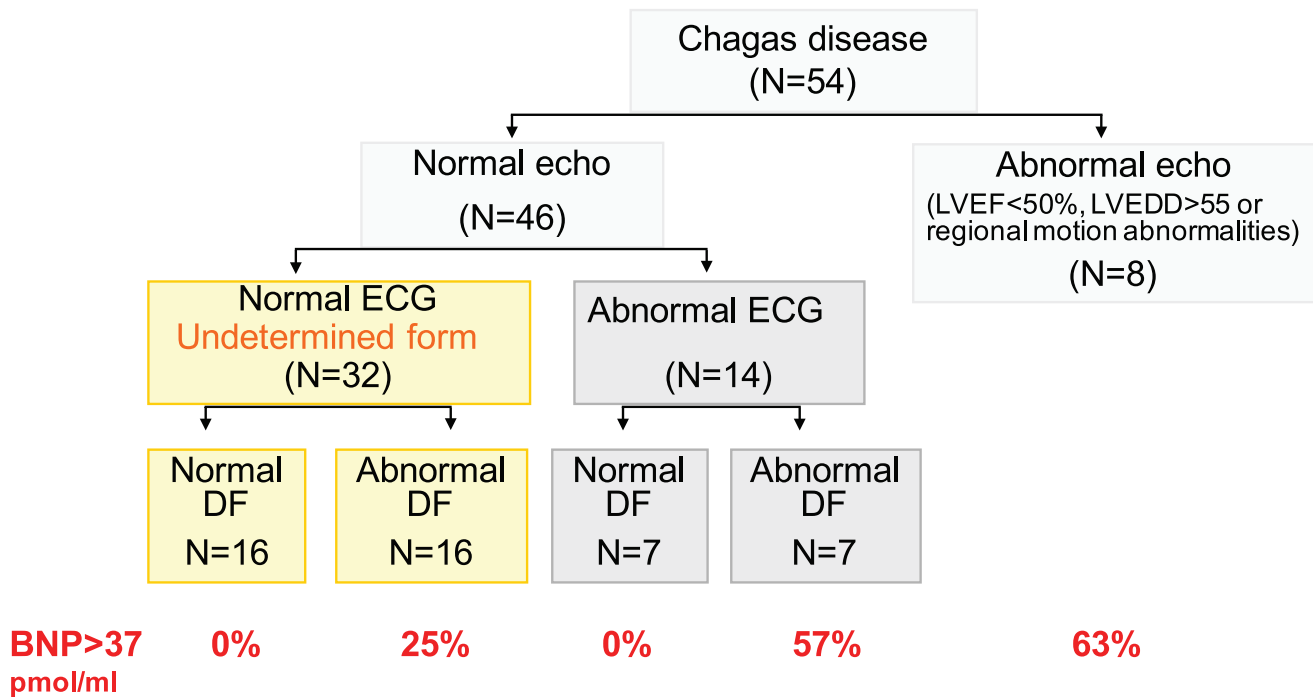 Chagas disease
(N=54)
Normal echo
(N=46)
Abnormal echo
(LVEF<50%, LVEDD>55 or
regional motion abnormalities)
(N=8)
Normal ECG
Undetermined form
(N=32)
Abnormal ECG
(N=14)
Normal
DF
N=16
Abnormal
DF
N=16
Normal
DF
N=7
Abnormal
DF
N=7
BNP>37 0% 25% 0% 57% 63%
pmol/ml